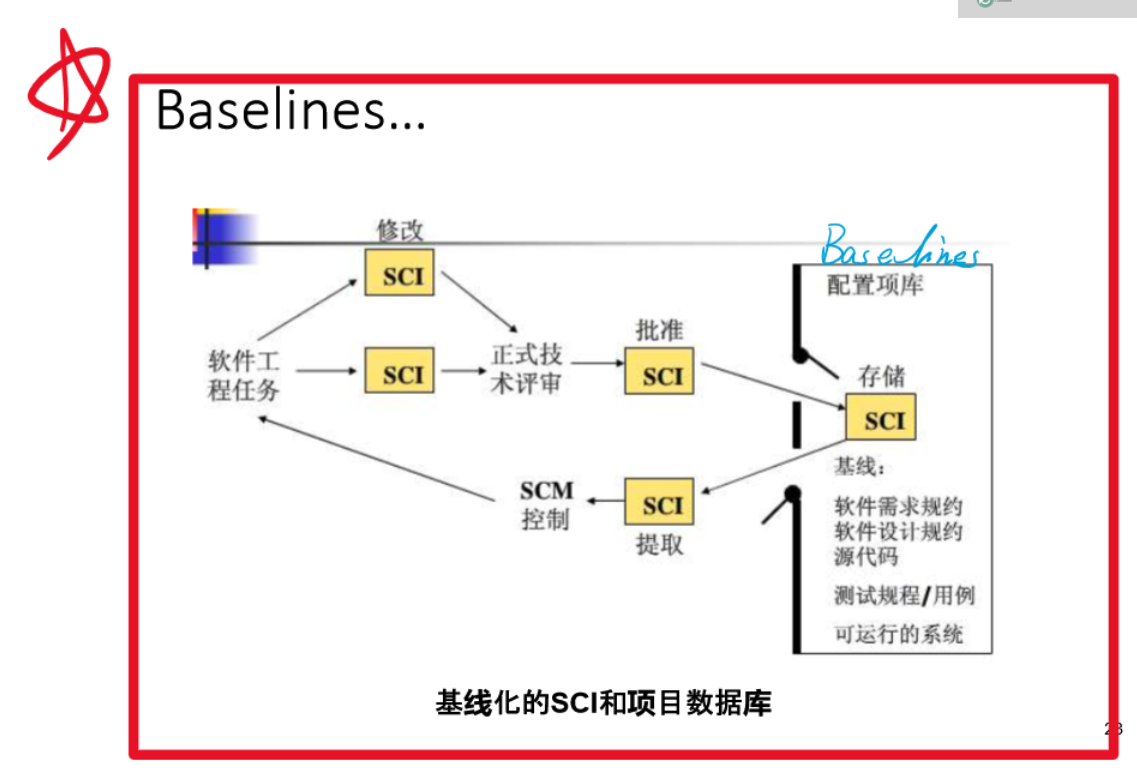 Baselines...
修改
SCI
Baselines
配置项库
软件工
程任务
SCI
正式技
术评审
批准
SCI
存储
SCI
SCM
控制
SCI
提取
基线：
软件需求规约
软件设计规约
源代码
测试规程/用例
可运行的系统
基线化的SCI和项目数据库
23